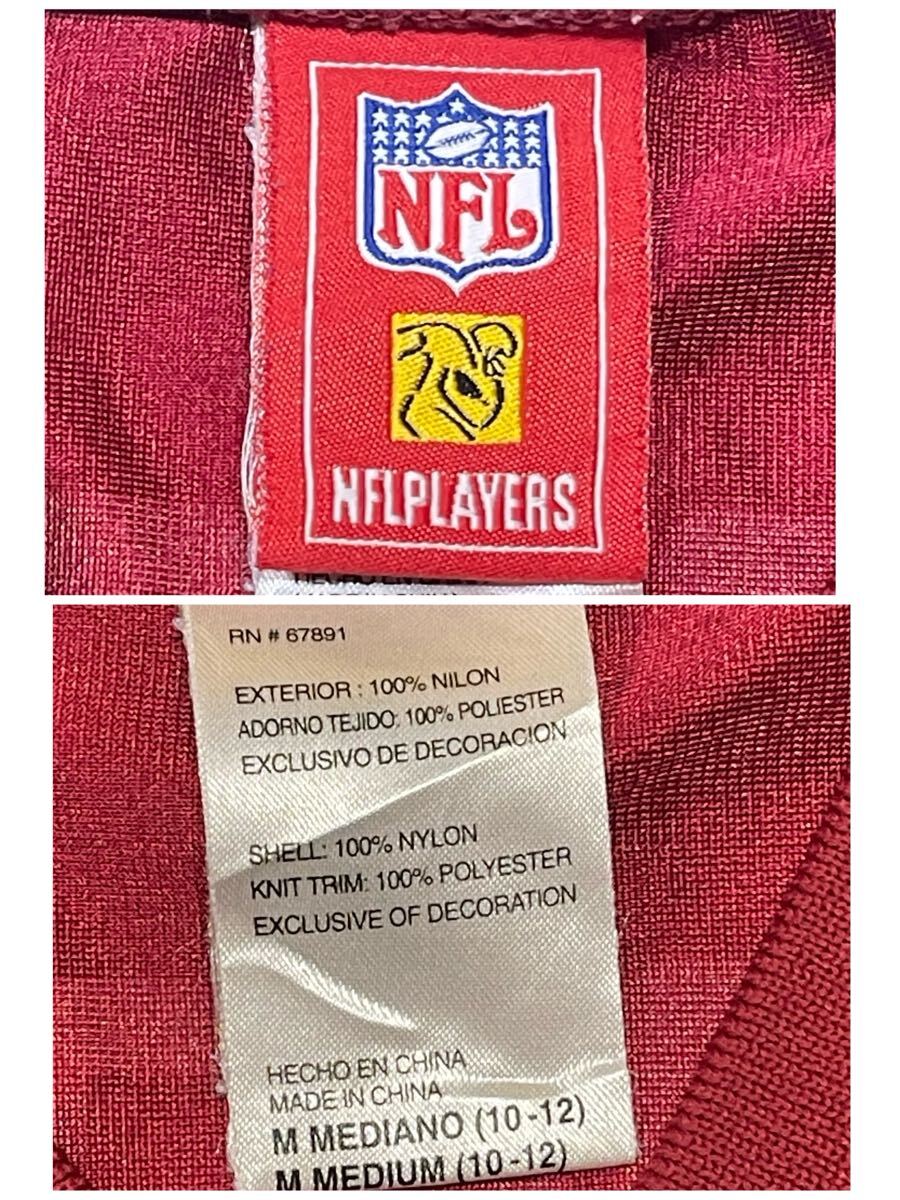 NFL
NFLPLAYERS
RN # 67891
EXTERIOR : 100% NILON
ADORNO TEJIDO: 100% POLIESTER
EXCLUSIVO DE DECORACION
SHELL: 100% NYLON
KNIT TRIM: 100% POLYESTER
EXCLUSIVE OF DECORATION
HECHO EN CHINA
MADE IN CHINA
M MEDIANO (10-12)
M MEDIUM (10-12)